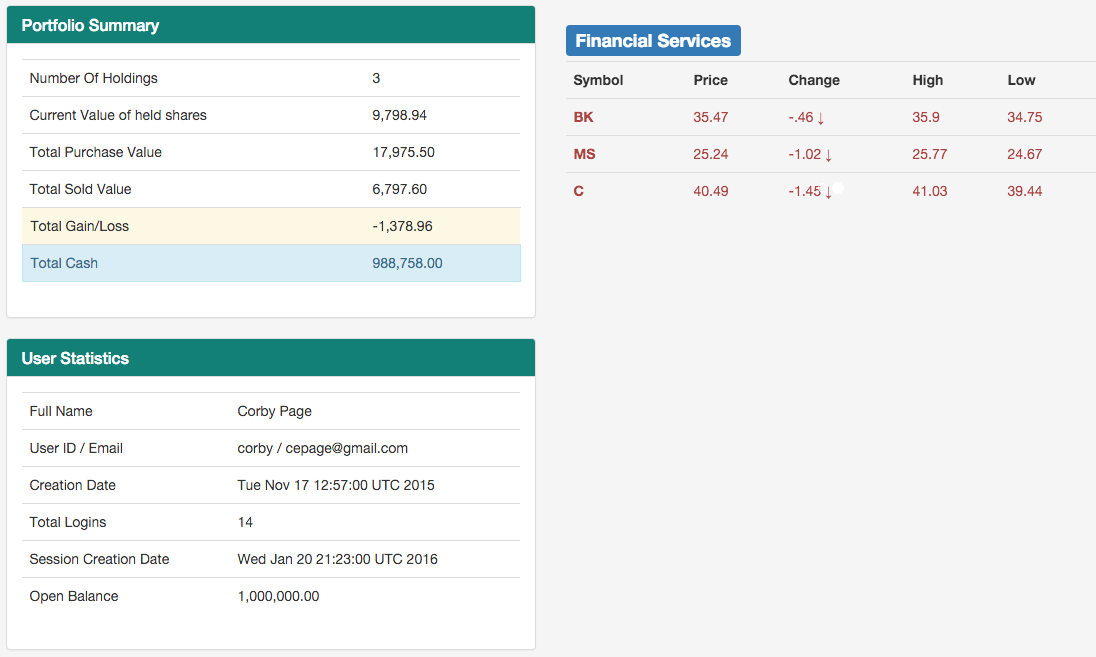 Portfolio Summary
Number Of Holdings 3
Current Value of held shares 9,798.94
Total Purchase Value 17,975.50
Total Sold Value 6,797.60
Total Gain/Loss -1,378.96
Total Cash 988,758.00
User Statistics
Full Name Corby Page
User ID / Email corby / cepage@gmail.com
Creation Date Tue Nov 17 12:57:00 UTC 2015
Total Logins 14
Session Creation Date Wed Jan 20 21:23:00 UTC 2016
Open Balance 1,000,000.00
Financial Services
Symbol Price Change High Low
BK 35.47 -.46 ↓ 35.9 34.75
MS 25.24 -1.02 ↓ 25.77 24.67
C 40.49 -1.45 ↓ 41.03 39.44